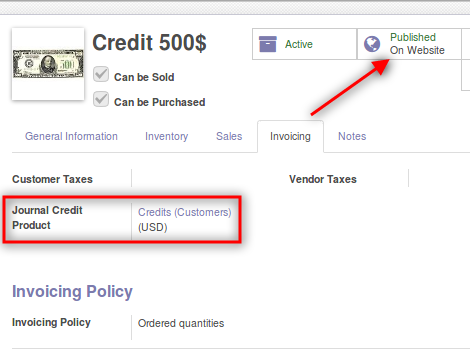 Credit 500$
Can be Sold
Can be Purchased
Active
Published
On Website
General Information
Inventory
Sales
Invoicing
Notes
Customer Taxes
Vendor Taxes
Journal Credit
Product
Credits (Customers)
(USD)
Invoicing Policy
Invoicing Policy
Ordered quantities